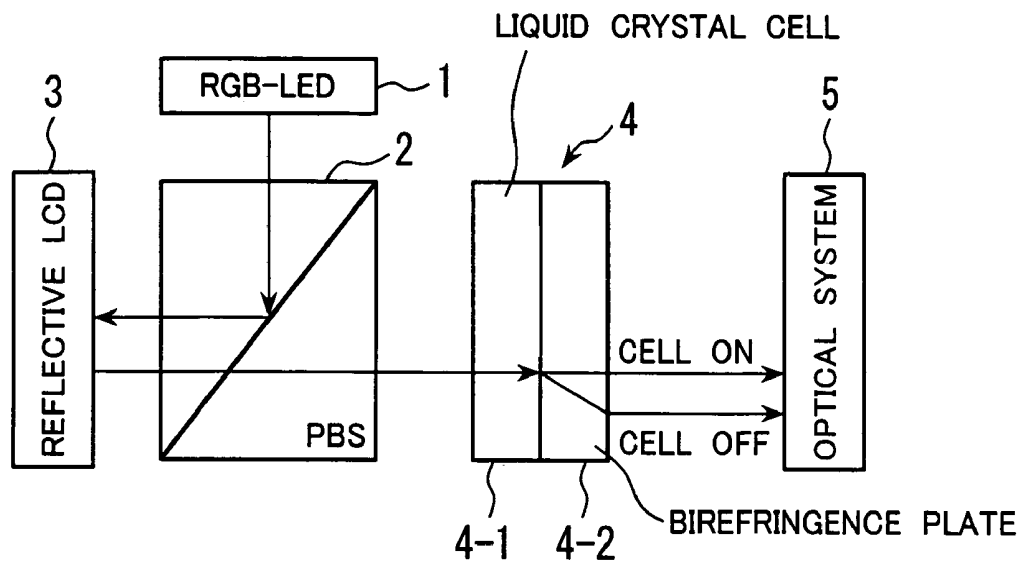 LIQUID CRYSTAL CELL
RGB-LED
1
3
2
4
5
REFLECTIVE LCD
OPTICAL SYSTEM
CELL ON
PBS
CELL OFF
4-1
4-2
BIREFRINGENCE PLATE